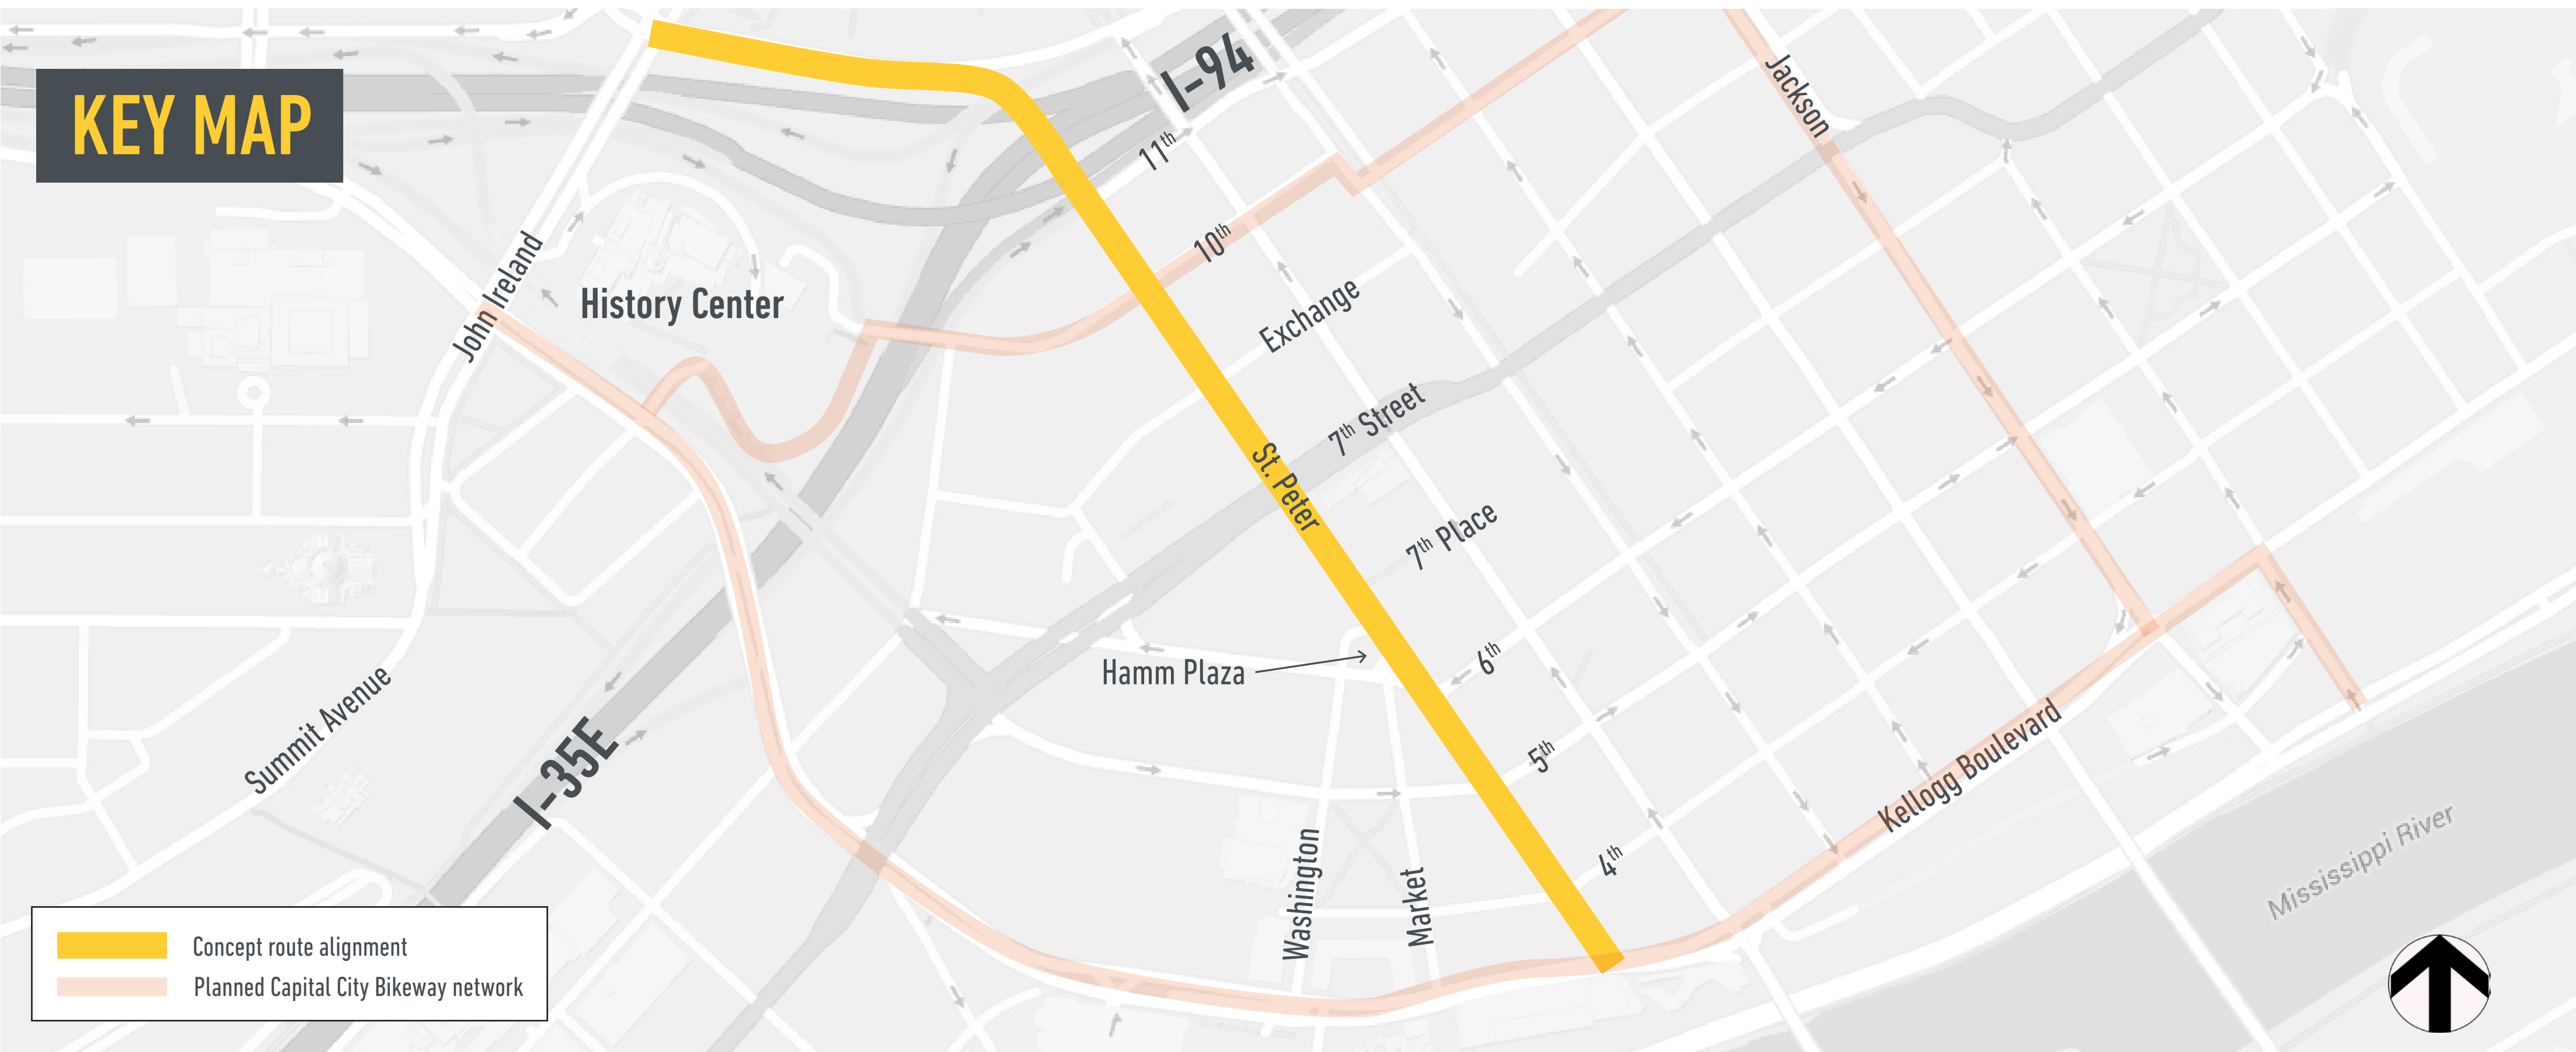 KEY MAP
I-94
Jackson
11th
John Ireland
10th
History Center
Exchange
7th Street
St. Peter
7th Place
Hamm Plaza
6th
Summit Avenue
I-35E
5th
Kellogg Boulevard
4th
Washington
Market
Mississippi River
Concept route alignment
Planned Capital City Bikeway network